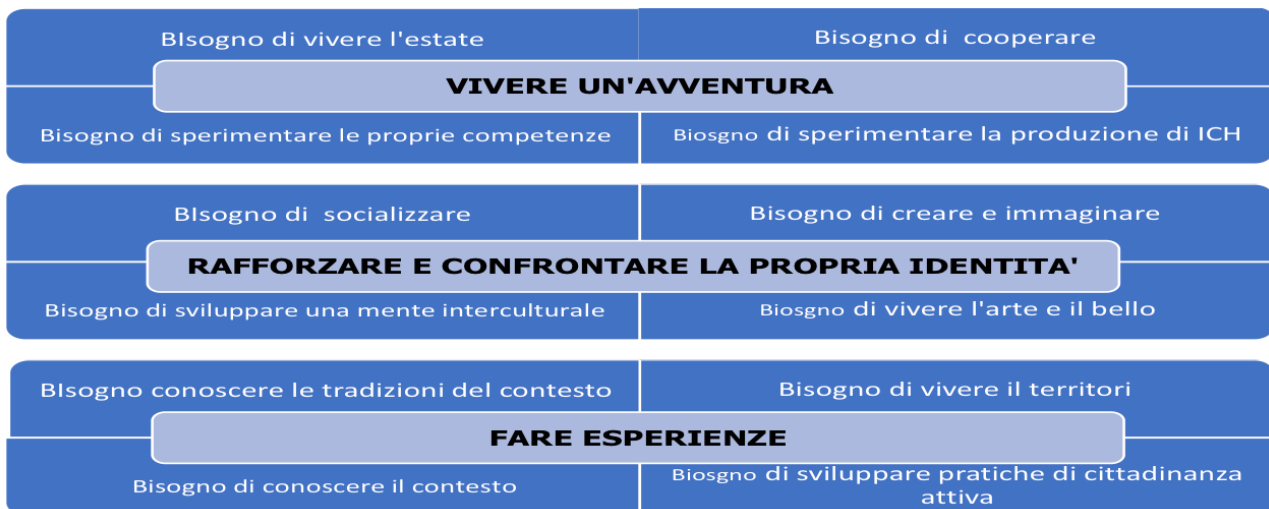 BIsogno di vivere l'estate
Bisogno di  cooperare
VIVERE UN'AVVENTURA
Bisogno di sperimentare le proprie competenze
Biosgno di sperimentare la produzione di ICH
BIsogno di  socializzare
Bisogno di creare e immaginare
RAFFORZARE E CONFRONTARE LA PROPRIA IDENTITA'
Bisogno di sviluppare una mente interculturale
Biosgno di vivere l'arte e il bello
BIsogno conoscere le tradizioni del contesto
Bisogno di vivere il territori
FARE ESPERIENZE
Bisogno di conoscere il contesto
Biosgno di sviluppare pratiche di cittadinanza
attiva